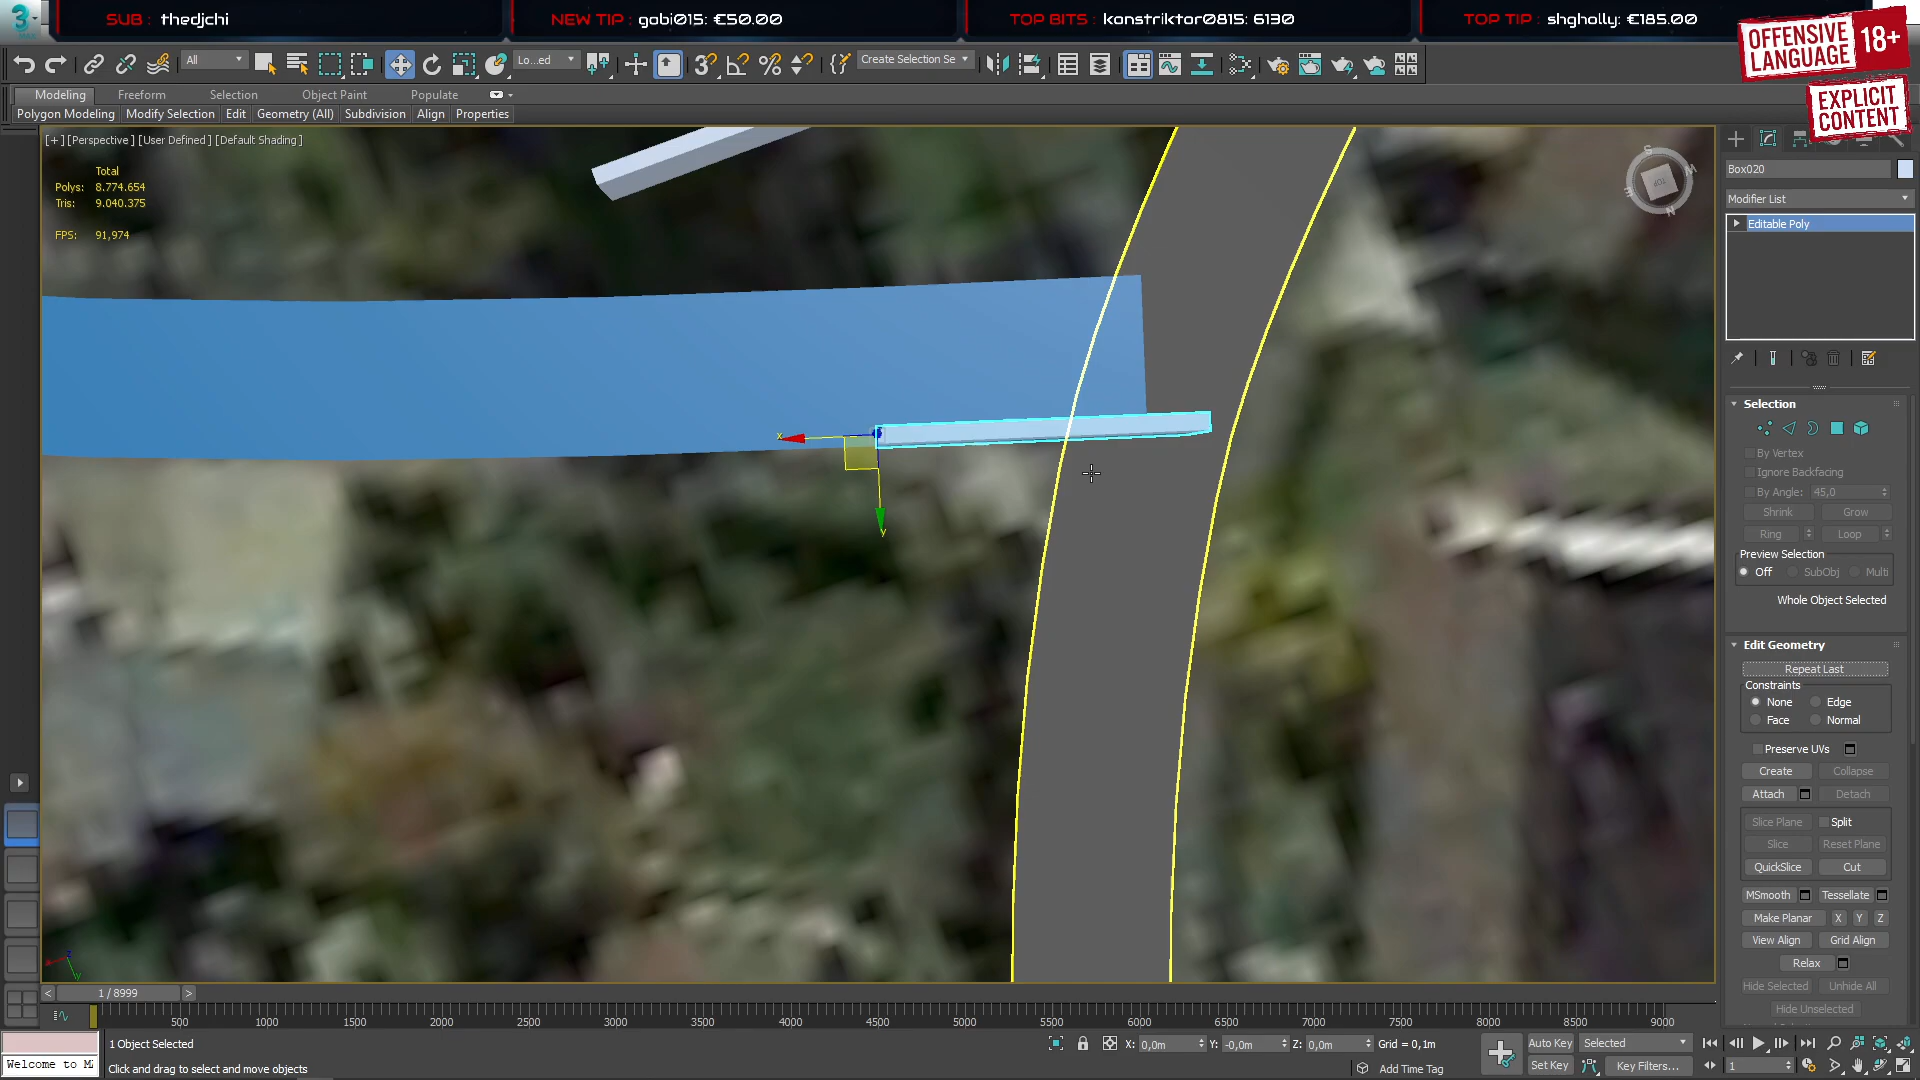 SUB : thedjchi
NEW TIP : gabi015: €50.00
TOP BITS : konstriktor0815: 6130
TOP TIP : shgholly: €185.00
OFFENSIVE LANGUAGE 18+
EXPLICIT CONTENT
3
All
Lo...ed
Create Selection Se
Modeling Freeform Selection Object Paint Populate
Polygon Modeling Modify Selection Edit Geometry (All) Subdivision Align Properties
[+] [Perspective ] [User Defined ] [Default Shading ]
Total
Polys: 8.774.654
Tris: 9.040.375
FPS: 91,974
TOP
x
y
Box020
Modifier List
Editable Poly
Selection
By Vertex
Ignore Backfacing
By Angle: 45,0
Shrink Grow
Ring Loop
Preview Selection
Off SubObj Multi
Whole Object Selected
Edit Geometry
Repeat Last
Constraints
None Edge
Face Normal
Preserve UVs
Create Collapse
Attach Detach
Slice Plane Split
Slice Reset Plane
QuickSlice Cut
MSmooth Tessellate
Make Planar X Y Z
View Align Grid Align
Relax
Hide Selected Unhide All
Hide Unselected
< 1 / 8999 >
500 1000 1500 2000 2500 3000 3500 4000 4500 5000 5500 6000 6500 7000 7500 8000 8500 9000
1 Object Selected
X: 0,0m Y: -0,0m Z: 0,0m Grid = 0,1m
Auto Key Selected
Welcome to M
Click and drag to select and move objects
Add Time Tag
Set Key Key Filters... 1